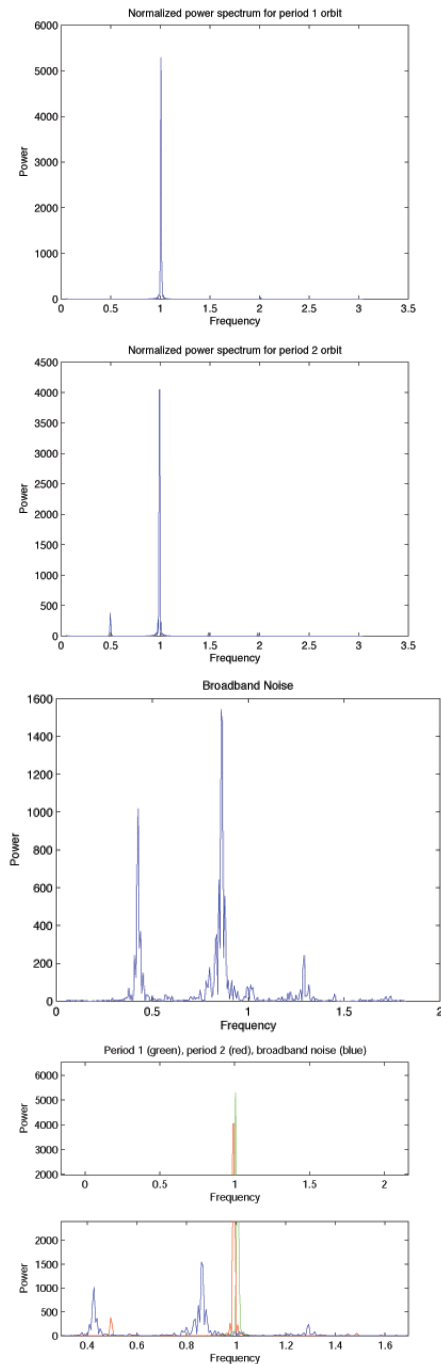 Normalized power spectrum for period 1 orbit
6000
5000
4000
3000
2000
1000
0
Power
0 0.5 1 1.5 2 2.5 3 3.5
Frequency
Normalized power spectrum for period 2 orbit
4500
4000
3500
3000
2500
2000
1500
1000
500
0
Power
0 0.5 1 1.5 2 2.5 3 3.5
Frequency
Broadband Noise
1600
1400
1200
1000
800
600
400
200
0
Power
0 0.5 1 1.5 2
Frequency
Period 1 (green), period 2 (red), broadband noise (blue)
6000
5000
4000
3000
2000
Power
0 0.5 1 1.5 2
Frequency
2000
1500
1000
500
0
Power
0.4 0.6 0.8 1 1.2 1.4 1.6
Frequency